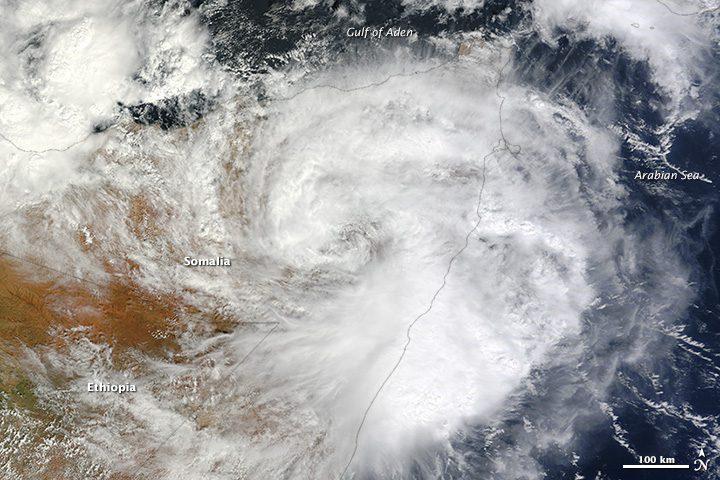 Gulf of Aden
Arabian Sea
Somalia
Ethiopia
100 km
N